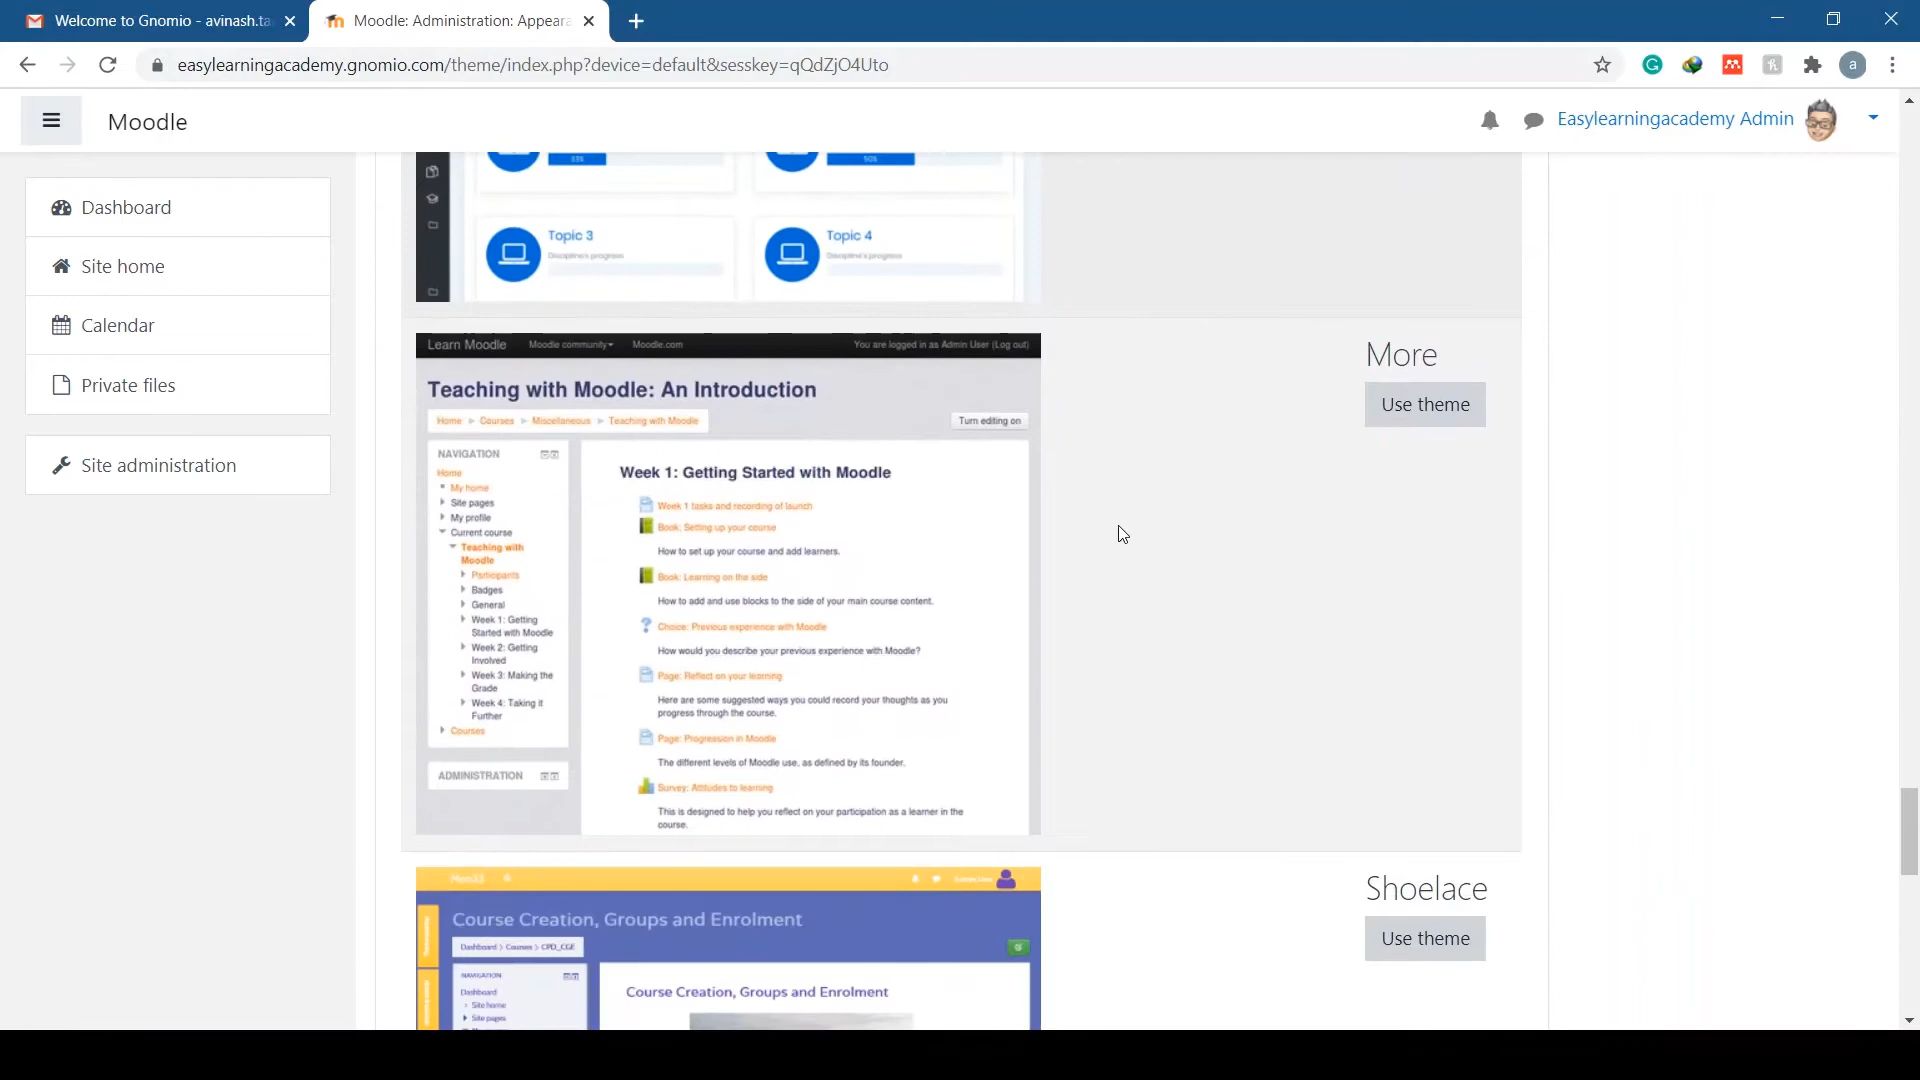 Welcome to Gnomio - avinash.ta
Moodle: Administration: Appeara
easylearningacademy.gnomio.com/theme/index.php?device=default&sesskey=qQdZjO4Uto
a
Moodle
Easylearningacademy Admin
Dashboard
Site home
Calendar
Private files
Site administration
33%
50%
Topic 3
Discipline's progress
Topic 4
Discipline's progress
Learn Moodle
Moodle community
Moodle.com
You are logged in as Admin User (Log out)
Teaching with Moodle: An Introduction
Home
Courses
Miscellaneous
Teaching with Moodle
Turn editing on
NAVIGATION
Home
My home
Site pages
My profile
Current course
Teaching with
Moodle
Participants
Badges
General
Week 1: Getting
Started with Moodle
Week 2: Getting
Involved
Week 3: Making the
Grade
Week 4: Taking it
Further
Courses
ADMINISTRATION
Week 1: Getting Started with Moodle
Week 1 tasks and recording of launch
Book: Setting up your course
How to set up your course and add learners.
Book: Learning on the side
How to add and use blocks to the side of your main course content.
Choice: Previous experience with Moodle
How would you describe your previous experience with Moodle?
Page: Reflect on your learning
Here are some suggested ways you could record your thoughts as you
progress through the course.
Page: Progression in Moodle
The different levels of Moodle use, as defined by its founder.
Survey: Attitudes to learning
This is designed to help you reflect on your participation as a learner in the
course.
More
Use theme
Course Creation, Groups and Enrolment
Dashboard > Courses > CPD_CGE
NAVIGATION
Dashboard
Site home
Site pages
Course Creation, Groups and Enrolment
Shoelace
Use theme